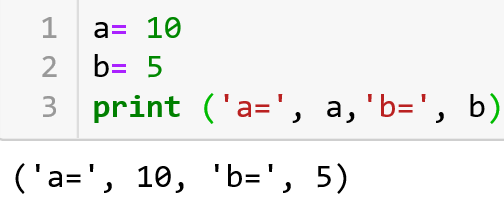 1 a= 10
2 b= 5
3 print ('a=', a,'b=', b)
('a=', 10, 'b=', 5)